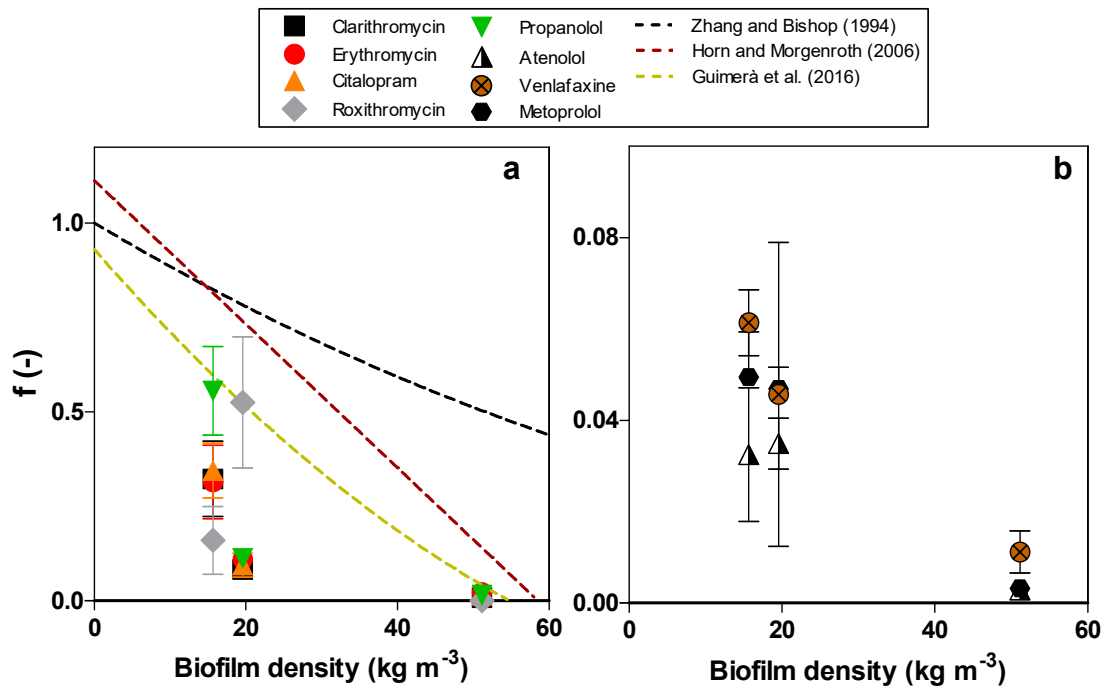 Clarithromycin
Erythromycin
Citalopram
Roxithromycin
Propanolol
Atenolol
Venlafaxine
Metoprolol
Zhang and Bishop (1994)
Horn and Morgenroth (2006)
Guimerà et al. (2016)
a
f (-)
1.0
0.5
0.0
0 20 40 60
Biofilm density (kg m⁻³)
b
0.08
0.04
0.00
0 20 40 60
Biofilm density (kg m⁻³)